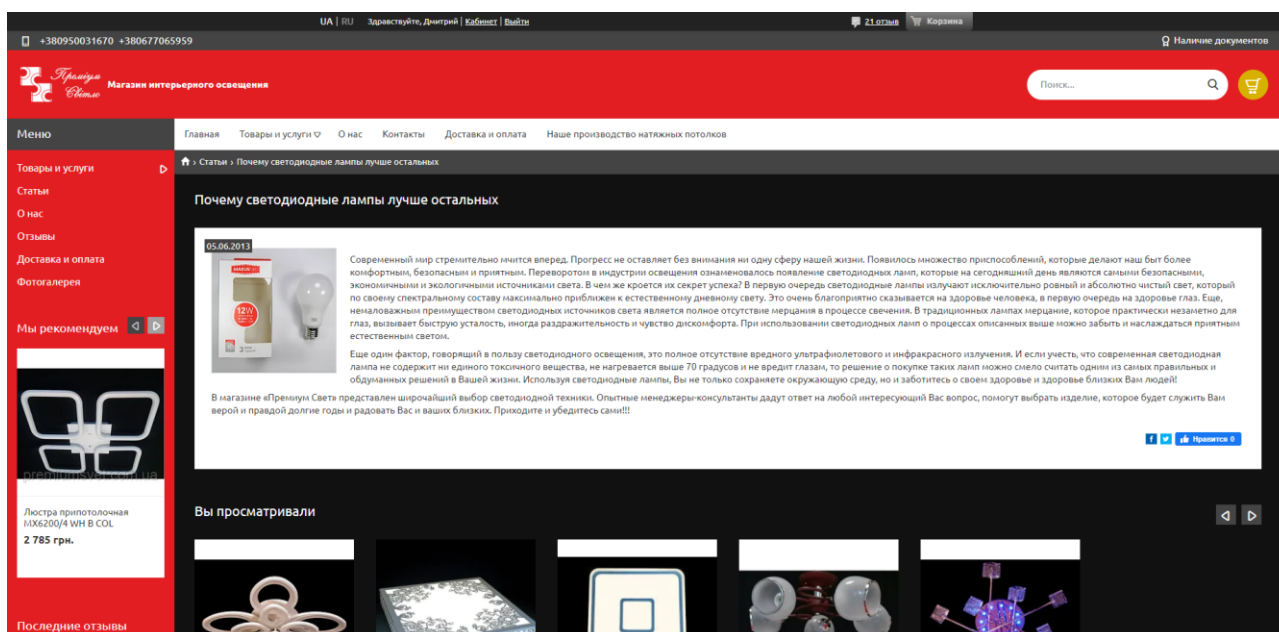 UA | RU Здравствуйте, Дмитрий | Кабинет | Выйти 21 отзыв Корзина
+380950031670 +380677065959 Наличие документов
Преміум Світло Магазин интерьерного освещения Поиск...
Меню Главная Товары и услуги О нас Контакты Доставка и оплата Наше производство натяжных потолков
› Статьи › Почему светодиодные лампы лучше остальных
Товары и услуги
Статьи
О нас
Отзывы
Доставка и оплата
Фотогалерея
Мы рекомендуем
premiumsvet.com.ua
Люстра припотолочная
MX6200/4 WH B COL
2 785 грн.
Последние отзывы
Почему светодиодные лампы лучше остальных
05.06.2013
12W
Современный мир стремительно мчится вперед. Прогресс не оставляет без внимания ни одну сферу нашей жизни. Появилось множество приспособлений, которые делают наш быт более
комфортным, безопасным и приятным. Переворотом в индустрии освещения ознаменовалось появление светодиодных ламп, которые на сегодняшний день являются самыми безопасными,
экономичными и экологичными источниками света. В чем же кроется их секрет успеха? В первую очередь светодиодные лампы излучают исключительно ровный и абсолютно чистый свет, который
по своему спектральному составу максимально приближен к естественному дневному свету. Это очень благоприятно сказывается на здоровье человека, в первую очередь на здоровье глаз. Еще,
немаловажным преимуществом светодиодных источников света является полное отсутствие мерцания в процессе свечения. В традиционных лампах мерцание, которое практически незаметно для
глаз, вызывает быструю усталость, иногда раздражительность и чувство дискомфорта. При использовании светодиодных ламп о процессах описанных выше можно забыть и наслаждаться приятным
естественным светом.
Еще один фактор, говорящий в пользу светодиодного освещения, это полное отсутствие вредного ультрафиолетового и инфракрасного излучения. И если учесть, что современная светодиодная
лампа не содержит ни единого токсичного вещества, не нагревается выше 70 градусов и не вредит глазам, то решение о покупке таких ламп можно смело считать одним из самых правильных и
обдуманных решений в Вашей жизни. Используя светодиодные лампы, Вы не только сохраняете окружающую среду, но и заботитесь о своем здоровье и здоровье близких Вам людей!
В магазине «Премиум Свет» представлен широчайший выбор светодиодной техники. Опытные менеджеры-консультанты дадут ответ на любой интересующий Вас вопрос, помогут выбрать изделие, которое будет служить Вам
верой и правдой долгие годы и радовать Вас и ваших близких. Приходите и убедитесь сами!!!
Нравится 0
Вы просматривали